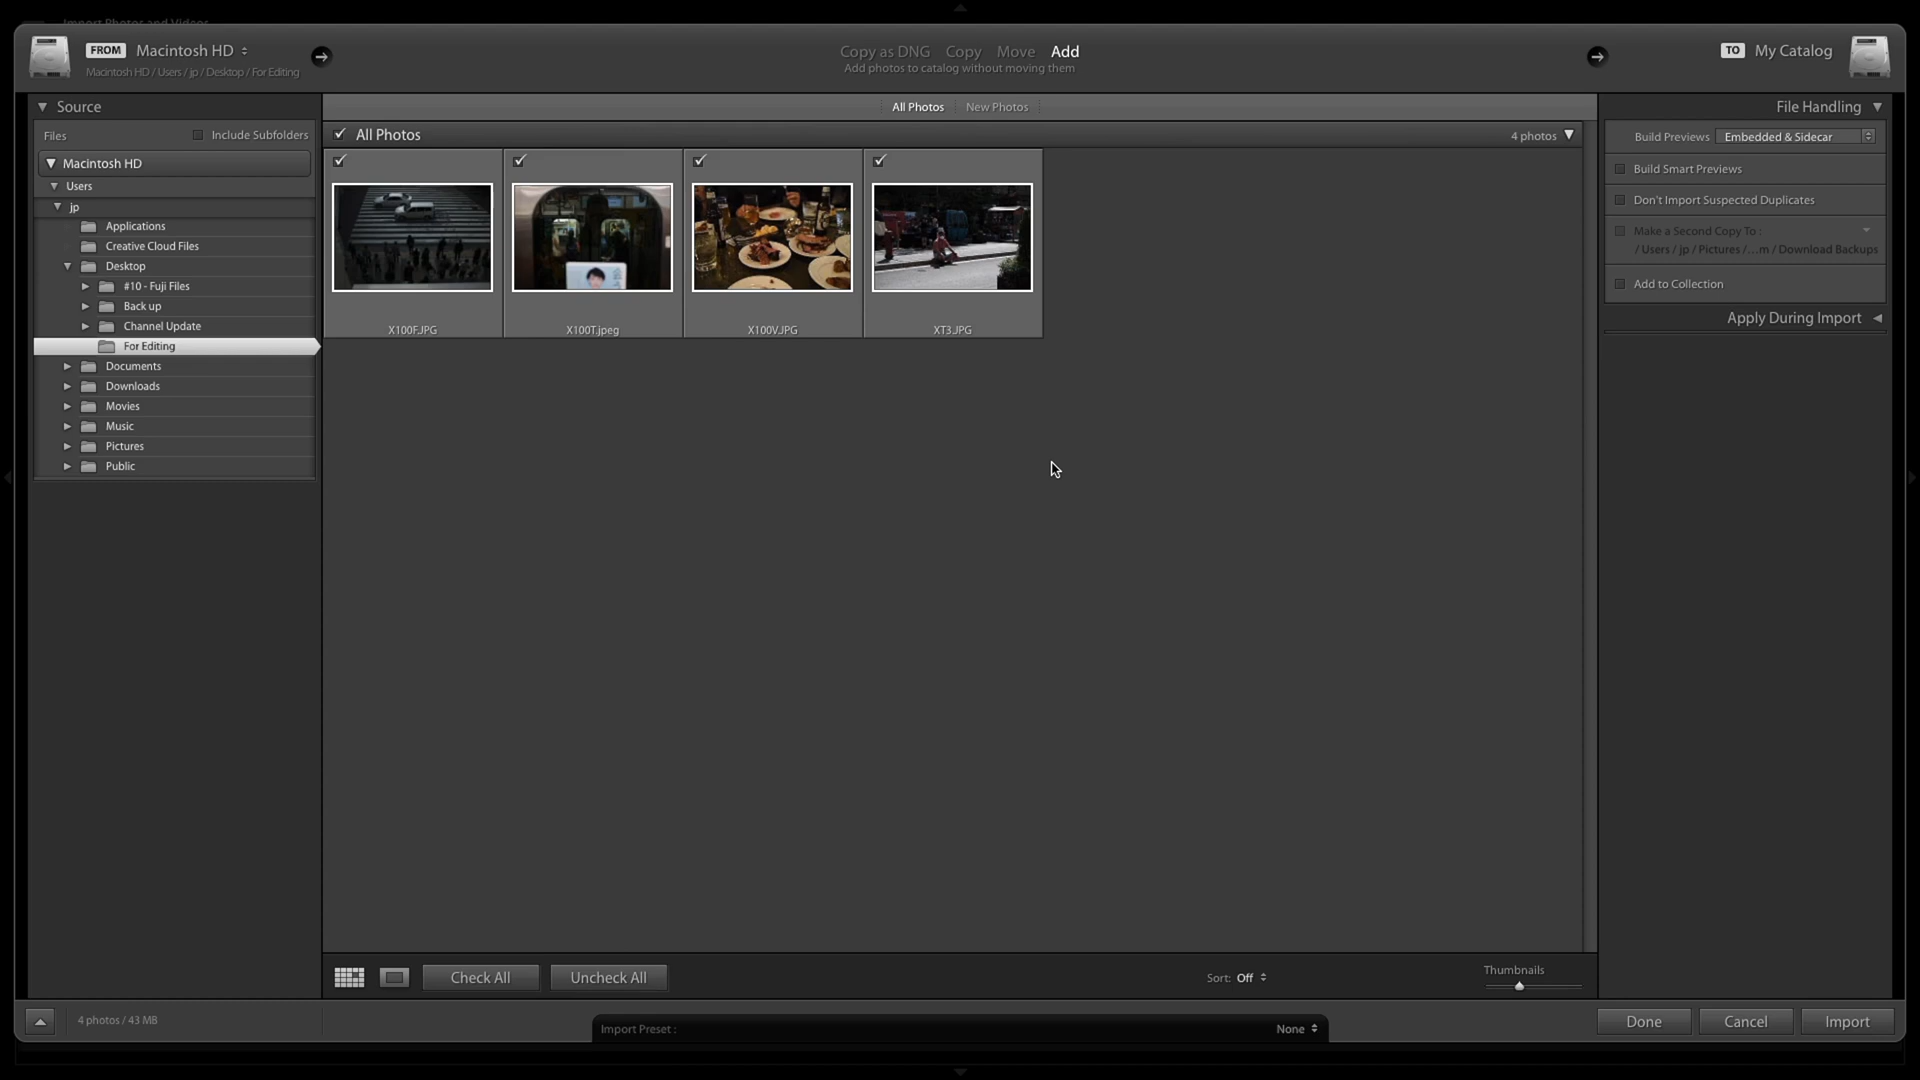 Import Photos and Videos
FROM Macintosh HD
Macintosh HD / Users / jp / Desktop / For Editing
Copy as DNG Copy Move Add
Add photos to catalog without moving them
TO My Catalog
Source
Files Include Subfolders
Macintosh HD
Users
jp
Applications
Creative Cloud Files
Desktop
#10 - Fuji Files
Back up
Channel Update
For Editing
Documents
Downloads
Movies
Music
Pictures
Public
All Photos New Photos
All Photos 4 photos
X100F.JPG X100T.jpeg X100V.JPG XT3.JPG
File Handling
Build Previews Embedded & Sidecar
Build Smart Previews
Don't Import Suspected Duplicates
Make a Second Copy To :
/ Users / jp / Pictures /…m / Download Backups
Add to Collection
Apply During Import
Check All Uncheck All Sort: Off Thumbnails
4 photos / 43 MB
Import Preset : None
Done Cancel Import